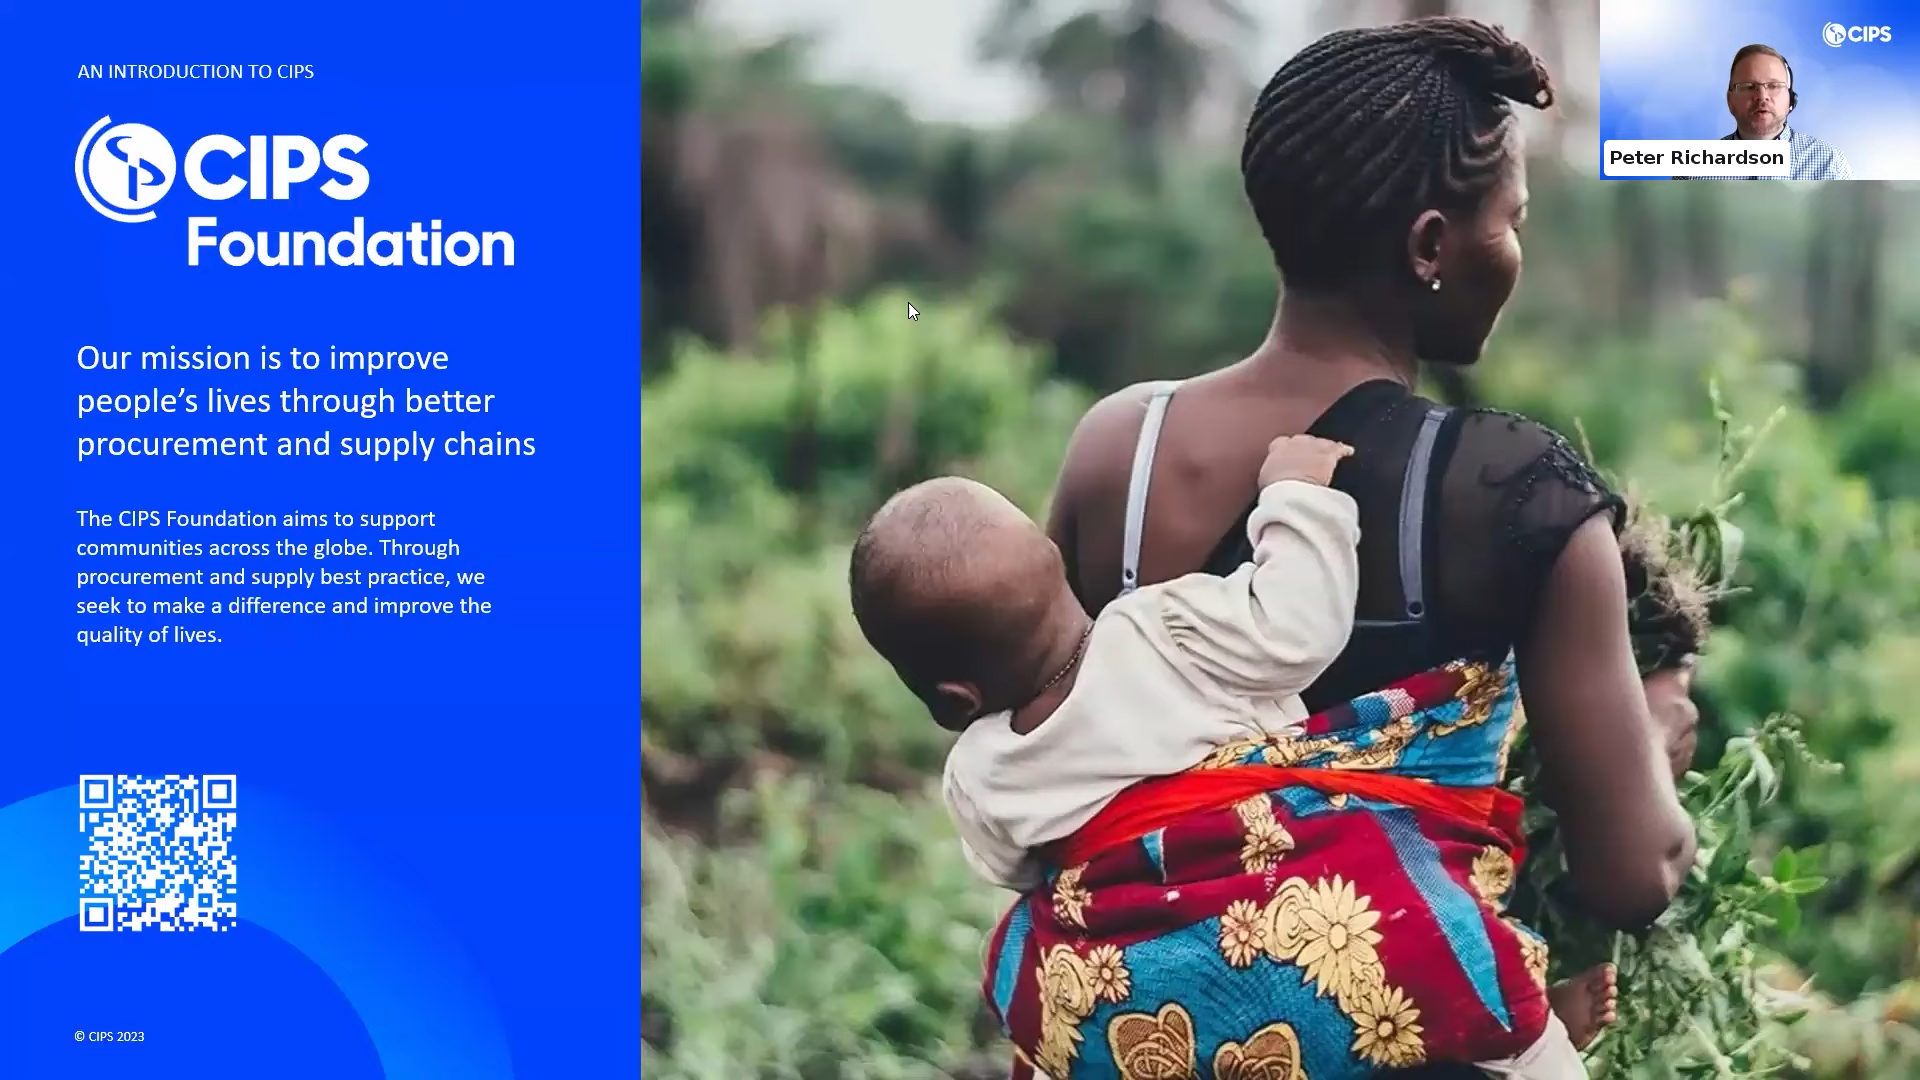 AN INTRODUCTION TO CIPS
CIPS
Foundation
Our mission is to improve
people’s lives through better
procurement and supply chains
The CIPS Foundation aims to support
communities across the globe. Through
procurement and supply best practice, we
seek to make a difference and improve the
quality of lives.
© CIPS 2023
CIPS
Peter Richardson